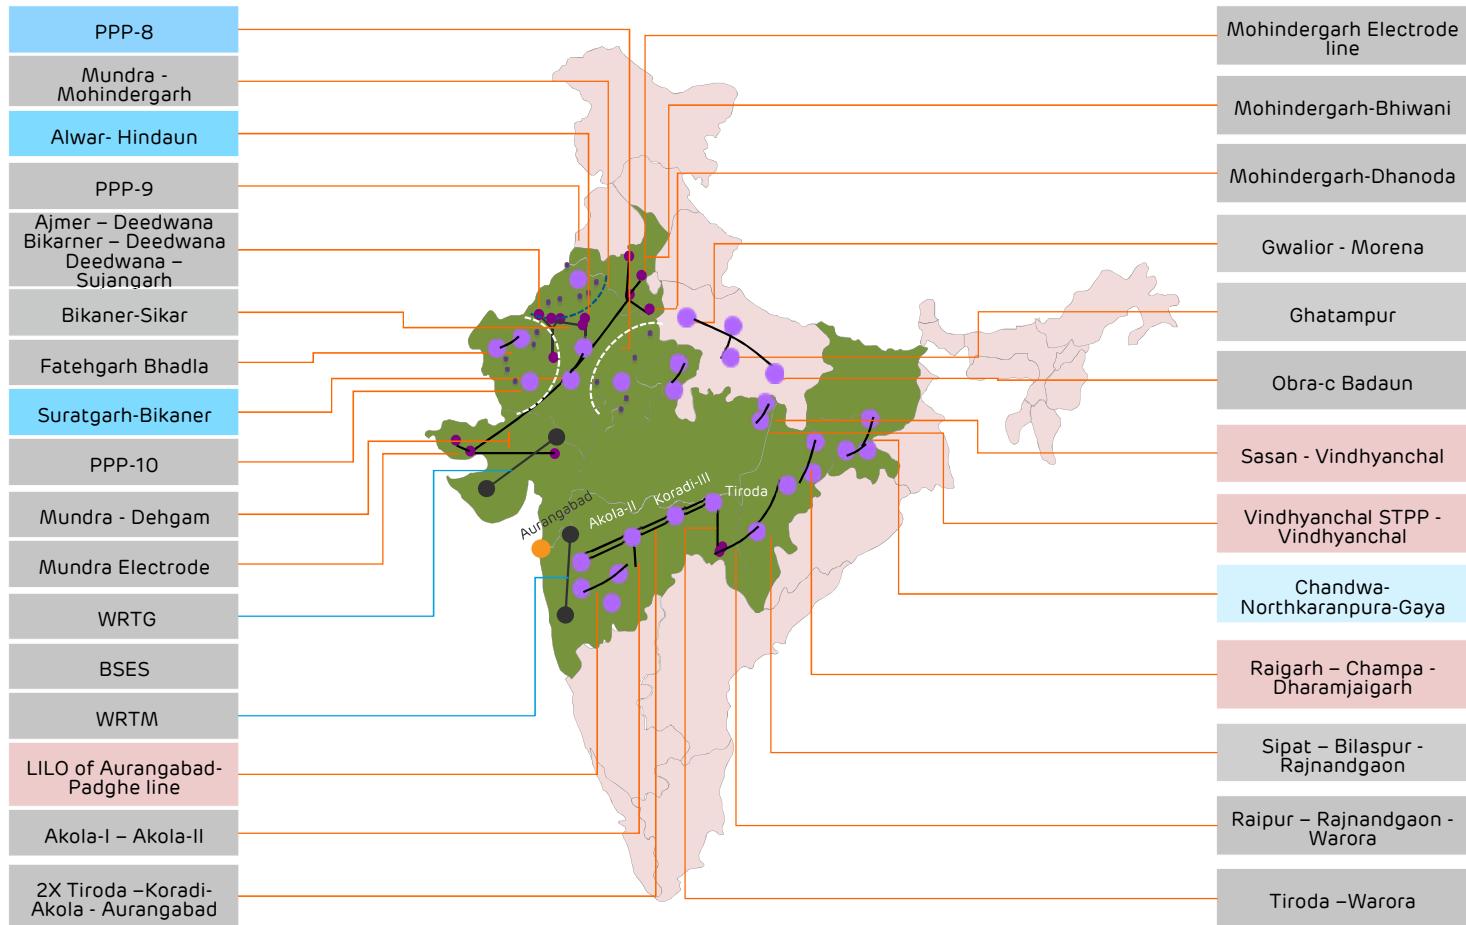 PPP-8
Mundra -
Mohindergarh
Alwar- Hindaun
PPP-9
Ajmer – Deedwana
Bikarner – Deedwana
Deedwana –
Sujangarh
Bikaner-Sikar
Fatehgarh Bhadla
Suratgarh-Bikaner
PPP-10
Mundra - Dehgam
Mundra Electrode
WRTG
BSES
WRTM
LILO of Aurangabad-
Padghe line
Akola-I – Akola-II
2X Tiroda –Koradi-
Akola - Aurangabad
Aurangabad
Akola-II
Koradi-III
Tiroda
Mohindergarh Electrode
line
Mohindergarh-Bhiwani
Mohindergarh-Dhanoda
Gwalior - Morena
Ghatampur
Obra-c Badaun
Sasan - Vindhyanchal
Vindhyanchal STPP -
Vindhyanchal
Chandwa-
Northkaranpura-Gaya
Raigarh – Champa -
Dharamjaigarh
Sipat – Bilaspur -
Rajnandgaon
Raipur – Rajnandgaon -
Warora
Tiroda –Warora